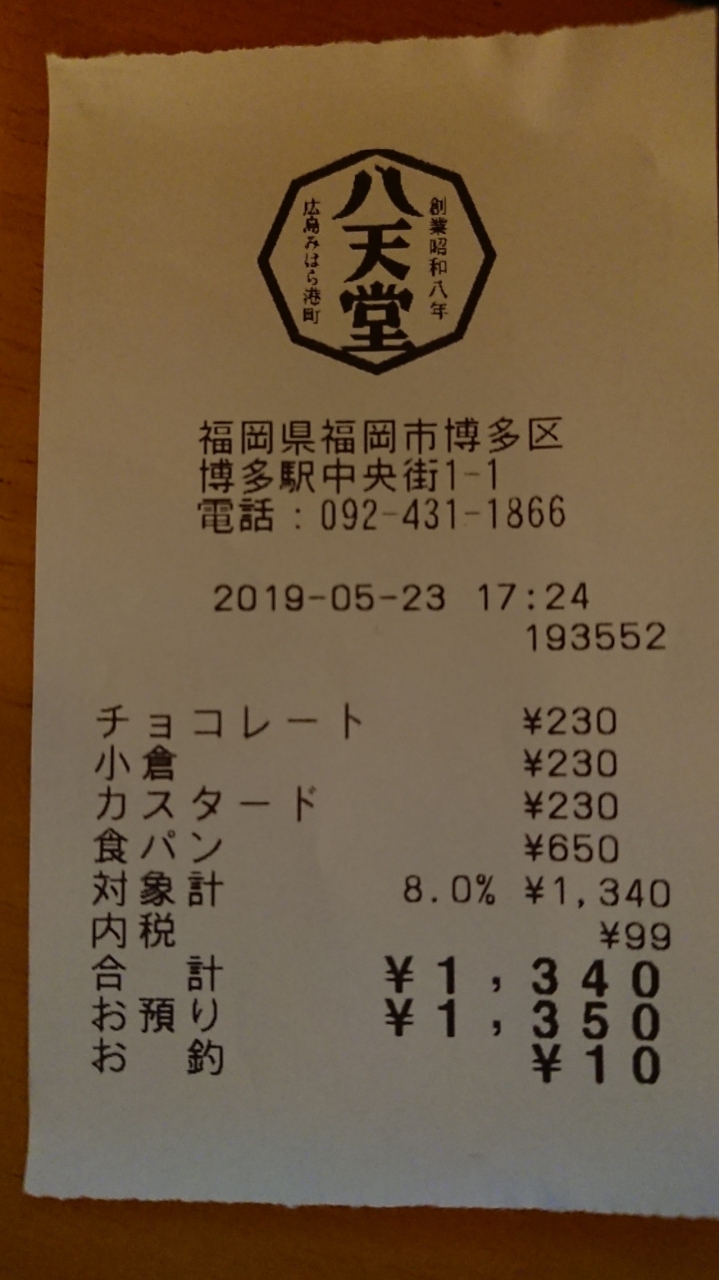 創業昭和八年
八天堂
広島みはら港町
福岡県福岡市博多区
博多駅中央街1-1
電話：092-431-1866
2019-05-23 17:24
193552
チョコレート ¥230
小倉 ¥230
カスタード ¥230
食パン ¥650
対象計 8.0% ¥1,340
内税 ¥99
合 計 ¥1,340
お預り ¥1,350
お 釣 ¥10